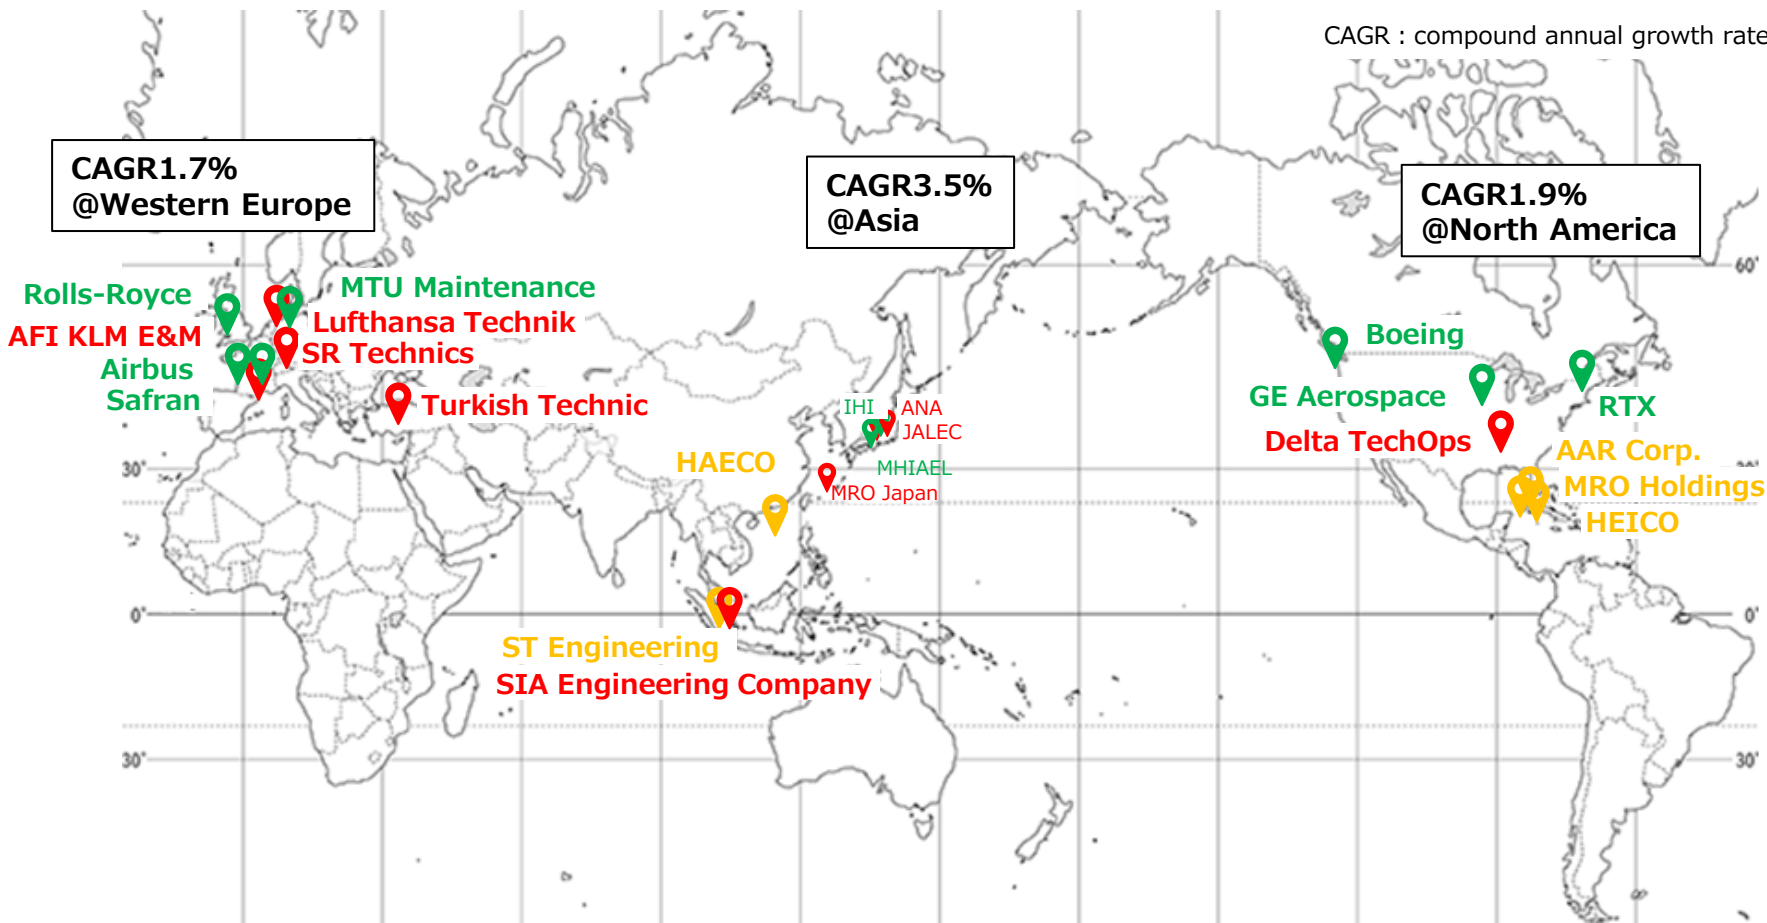 CAGR : compound annual growth rate
CAGR1.7%
@Western Europe
CAGR3.5%
@Asia
CAGR1.9%
@North America
60°
Rolls-Royce
MTU Maintenance
AFI KLM E&M
Lufthansa Technik
SR Technics
Airbus
Safran
Turkish Technic
Boeing
GE Aerospace
RTX
Delta TechOps
IHI
ANA
JALEC
HAECO
MHIAEL
MRO Japan
AAR Corp.
MRO Holdings
HEICO
30°
0°
0°
ST Engineering
SIA Engineering Company
30°
30°